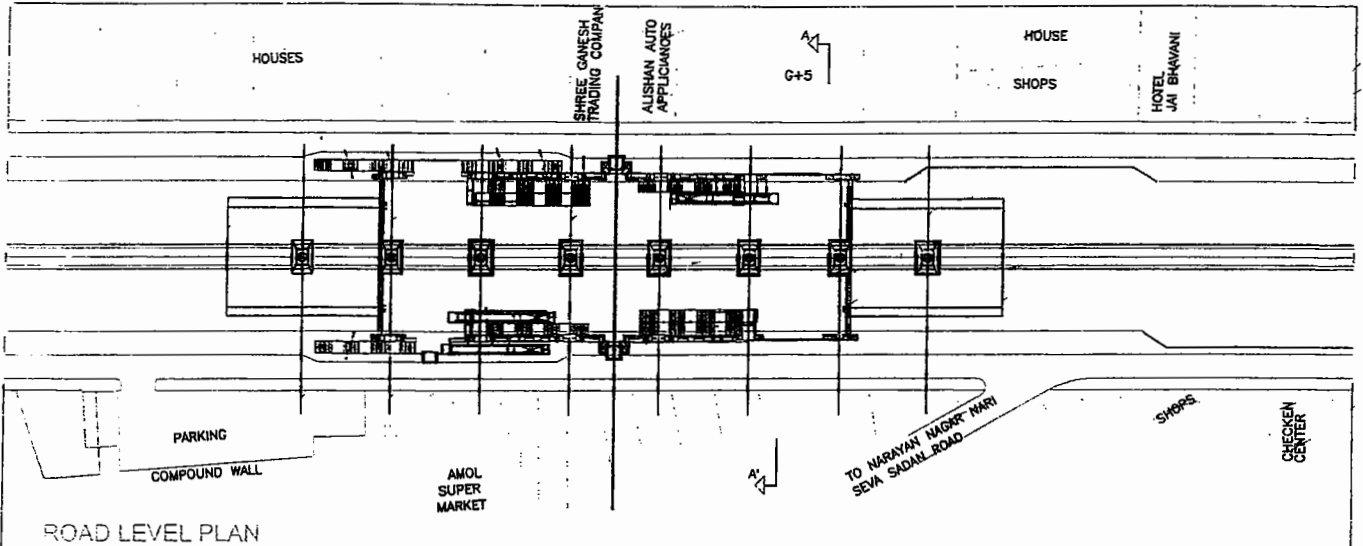 HOUSES
SHREE GANESH
TRADING COMPAN
ALISHAN AUTO
APPLICIANOES
A
G+5
HOUSE
SHOPS
HOTEL
JAI BHAVANI
PARKING
COMPOUND WALL
AMOL
SUPER
MARKET
A'
TO NARAYAN NAGAR NARI
SEVA SADAN ROAD
SHOPS
CHECKEN
CENTER
ROAD LEVEL PLAN